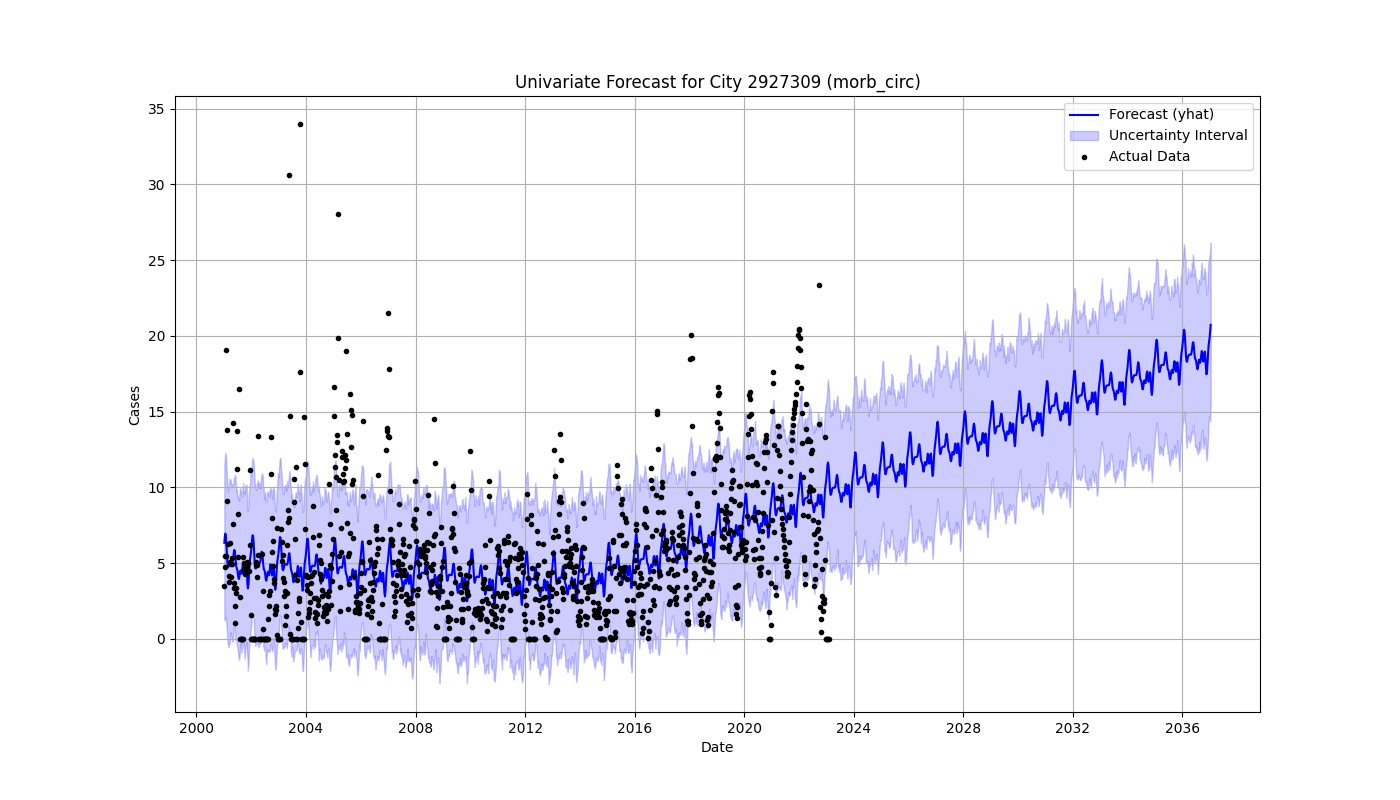 Univariate Forecast for City 2927309 (morb_circ)
Forecast (yhat)
Uncertainty Interval
Actual Data
35
30
25
20
15
10
5
0
Cases
2000 2004 2008 2012 2016 2020 2024 2028 2032 2036
Date